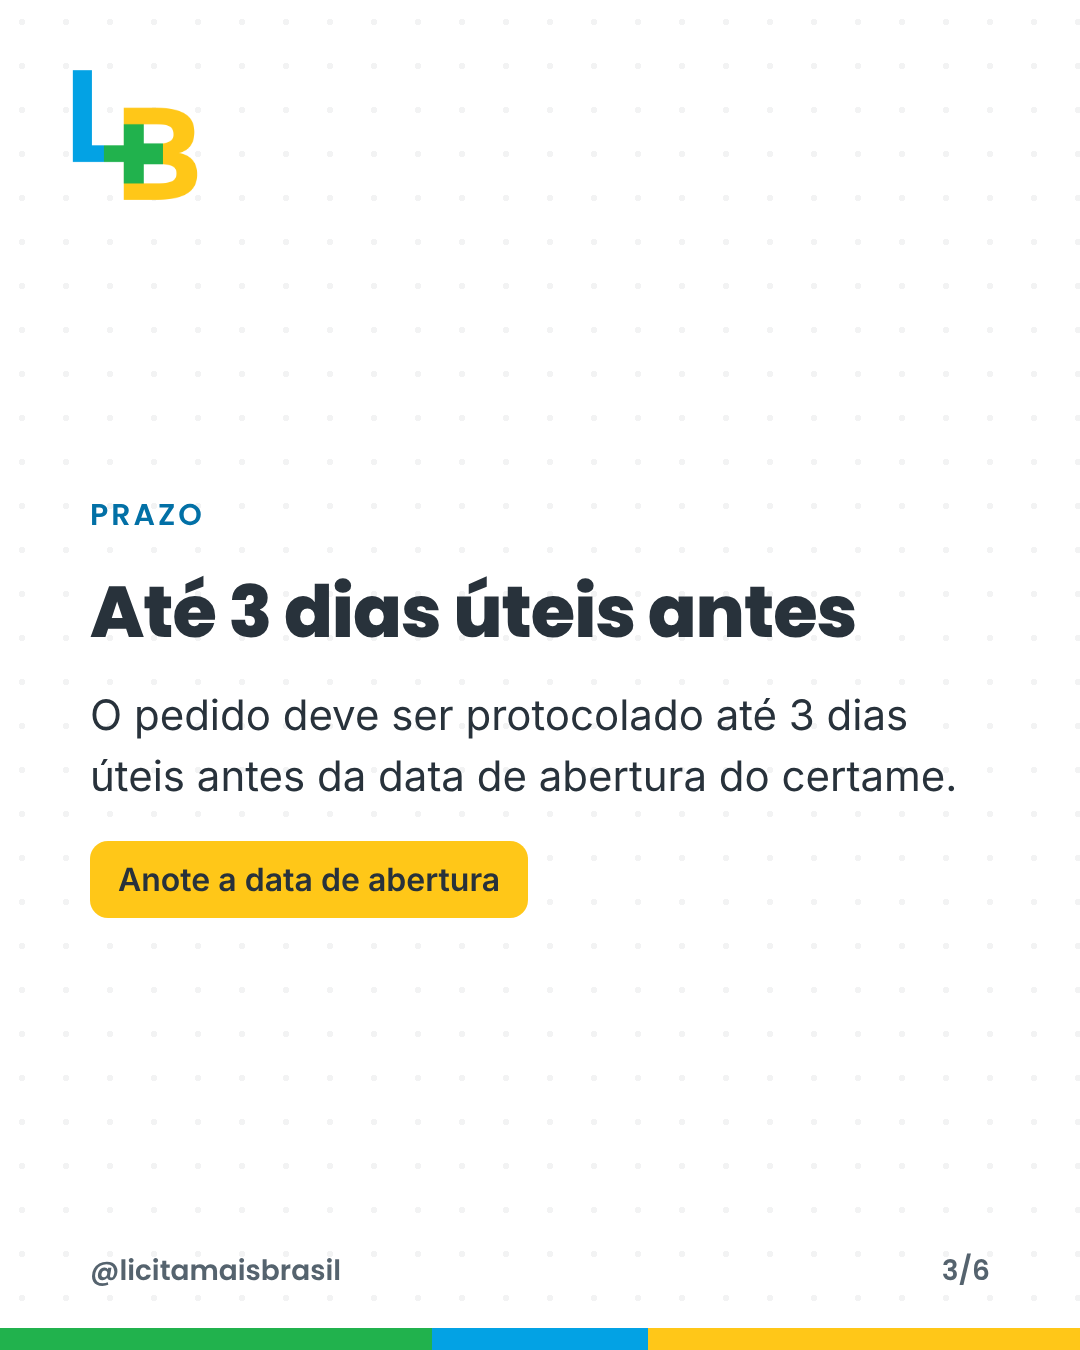 L+B
PRAZO
Até 3 dias úteis antes
O pedido deve ser protocolado até 3 dias
úteis antes da data de abertura do certame.
Anote a data de abertura
@licitamaisbrasil
3/6